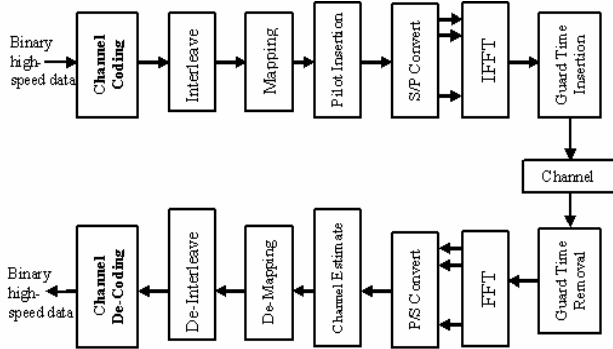 Binary
high-
speed data
Channel
Coding
Interleave
Mapping
Pilot Insertion
S/P Convert
IFFT
Guard Time
Insertion
Channel
Guard Time
Removal
FFT
P/S Convert
Channel Estimate
De-Mapping
De-Interleave
Channel
De-Coding
Binary
high-
speed data